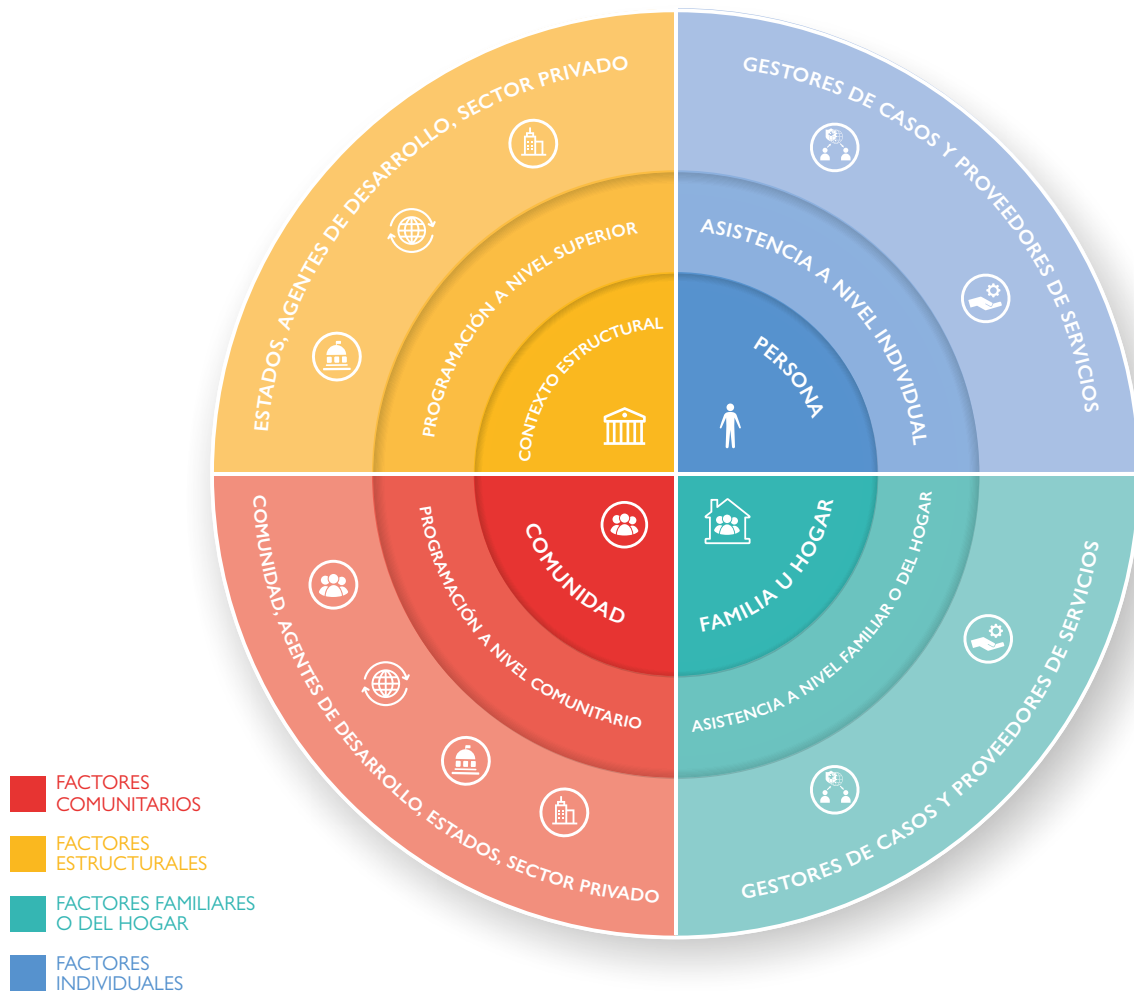 ESTADOS, AGENTES DE DESARROLLO, SECTOR PRIVADO
PROGRAMACIÓN A NIVEL SUPERIOR
CONTEXTO ESTRUCTURAL
GESTORES DE CASOS Y PROVEEDORES DE SERVICIOS
ASISTENCIA A NIVEL INDIVIDUAL
PERSONA
COMUNIDAD
PROGRAMACIÓN A NIVEL COMUNITARIO
COMUNIDAD, AGENTES DE DESARROLLO, ESTADOS, SECTOR PRIVADO
FAMILIA U HOGAR
ASISTENCIA A NIVEL FAMILIAR O DEL HOGAR
GESTORES DE CASOS Y PROVEEDORES DE SERVICIOS
FACTORES
COMUNITARIOS
FACTORES
ESTRUCTURALES
FACTORES FAMILIARES
O DEL HOGAR
FACTORES
INDIVIDUALES